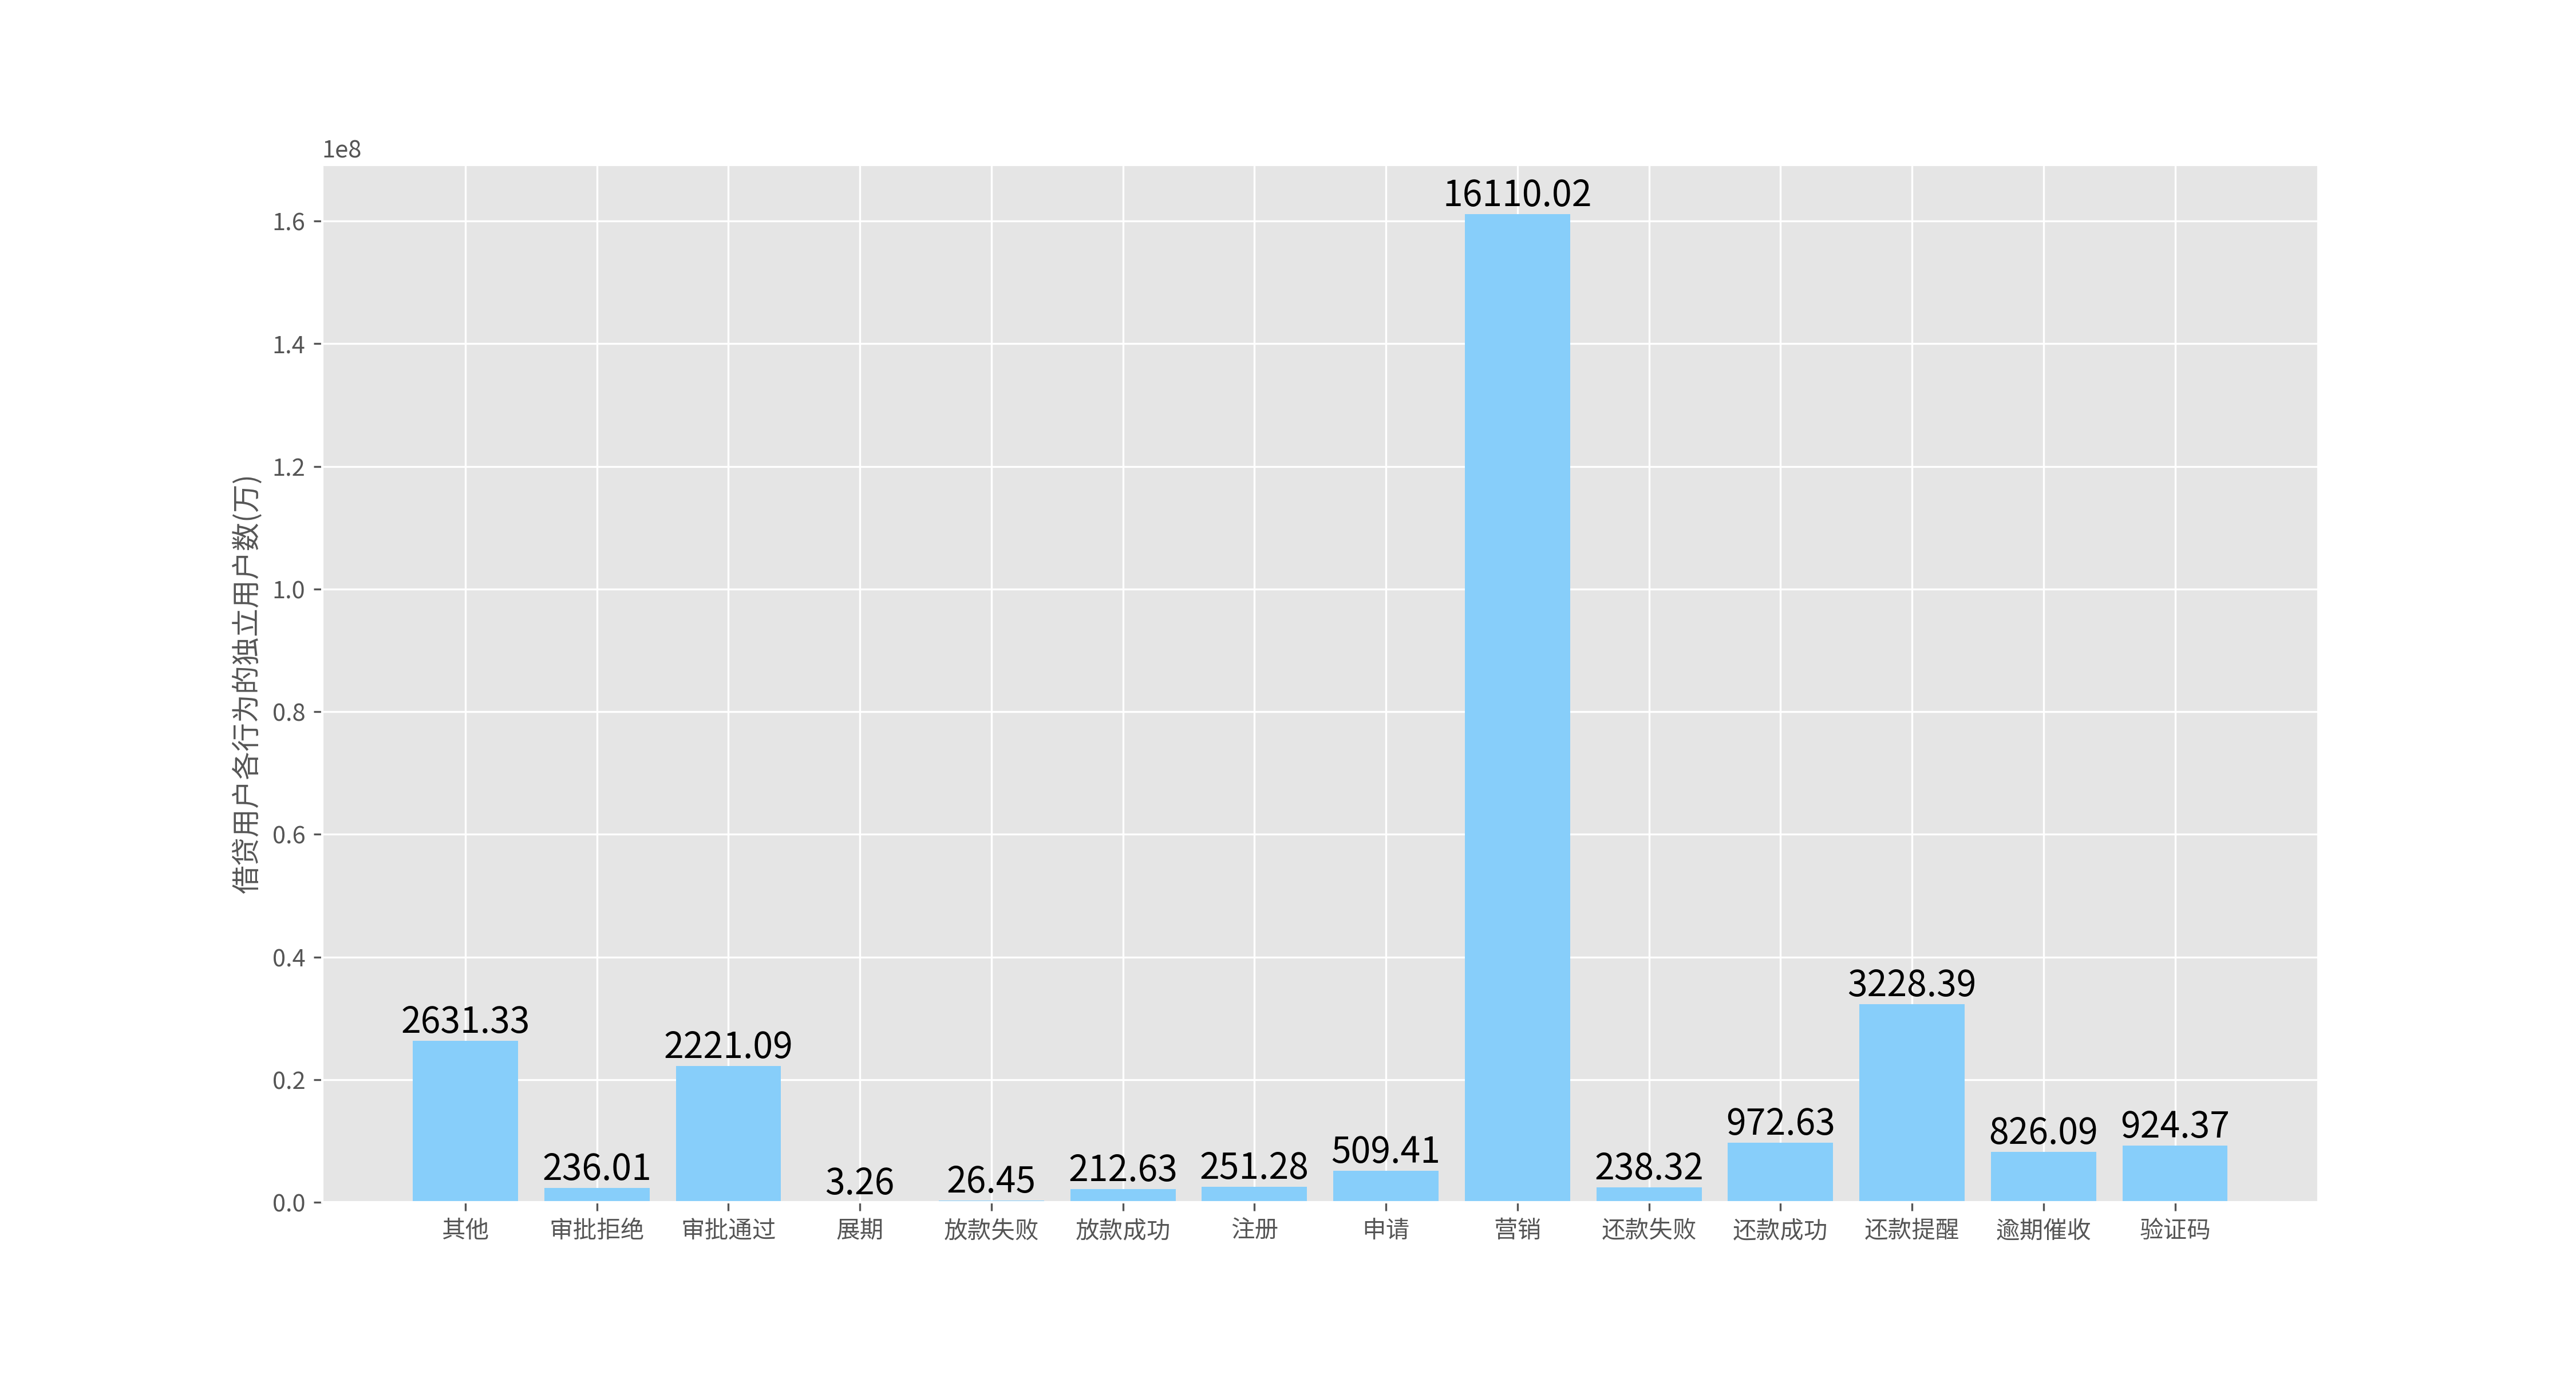 1e8
1.6
1.4
1.2
1.0
0.8
0.6
0.4
0.2
0.0
借贷用户各行为的独立用户数(万)
2631.33
236.01
2221.09
3.26
26.45
212.63
251.28
509.41
16110.02
238.32
972.63
3228.39
826.09
924.37
其他
审批拒绝
审批通过
展期
放款失败
放款成功
注册
申请
营销
还款失败
还款成功
还款提醒
逾期催收
验证码